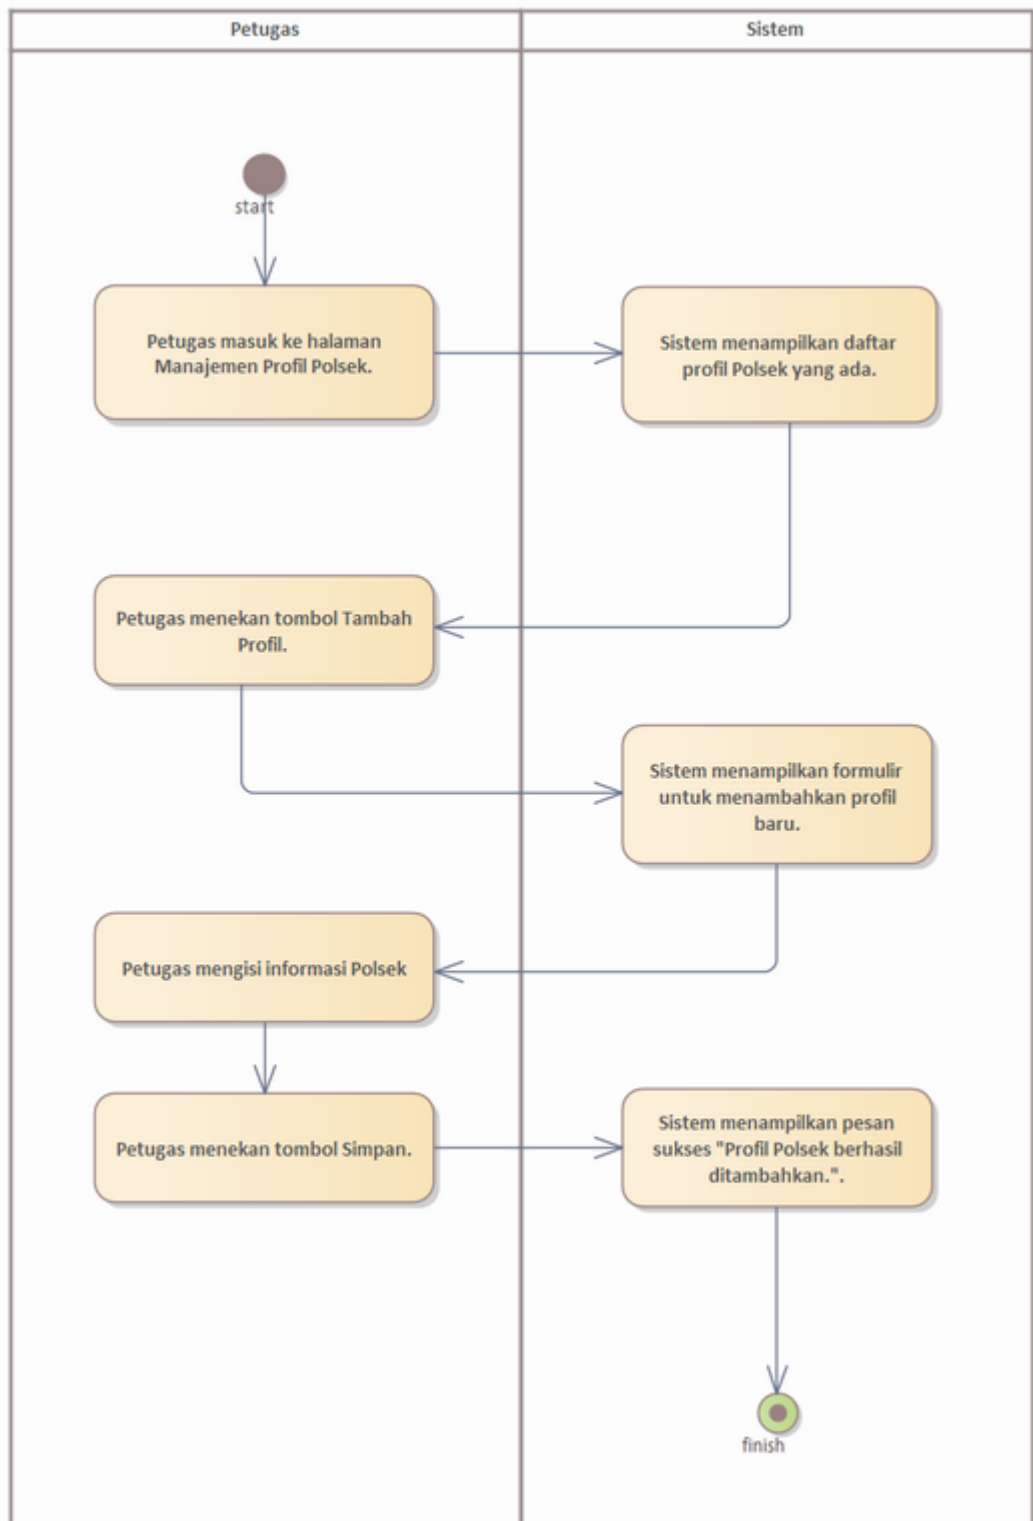 Petugas
Sistem
start
Petugas masuk ke halaman
Manajemen Profil Polsek.
Sistem menampilkan daftar
profil Polsek yang ada.
Petugas menekan tombol Tambah
Profil.
Sistem menampilkan formulir
untuk menambahkan profil
baru.
Petugas mengisi informasi Polsek
Petugas menekan tombol Simpan.
Sistem menampilkan pesan
sukses "Profil Polsek berhasil
ditambahkan.".
finish